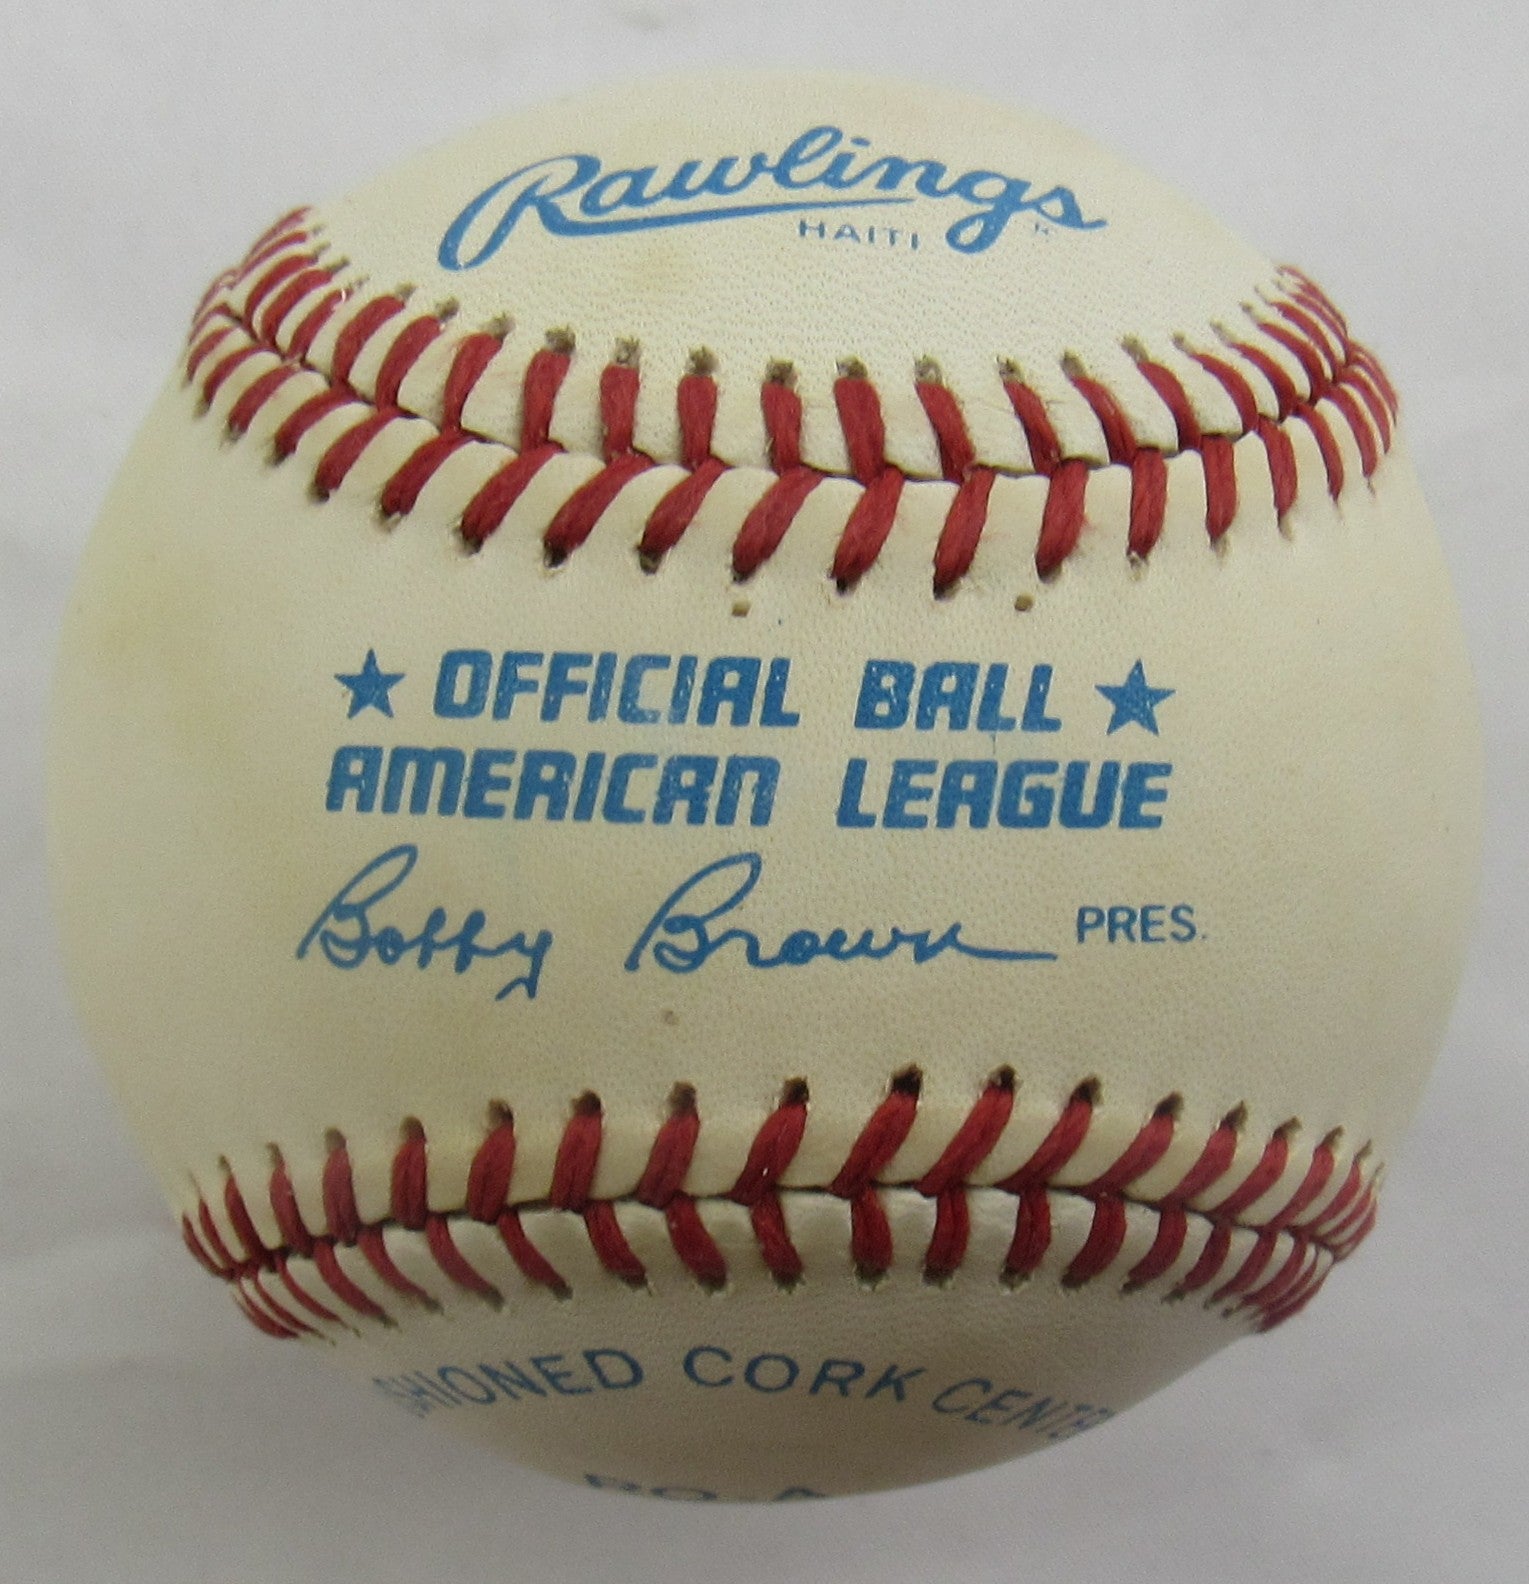 Rawlings
HAITI
★ OFFICIAL BALL ★
AMERICAN LEAGUE
Bobby Brown PRES.
CORK